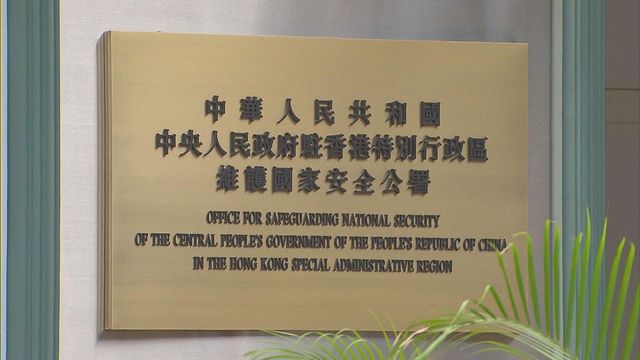 中華人民共和國
中央人民政府駐香港特別行政區
維護國家安全公署
OFFICE FOR SAFEGUARDING NATIONAL SECURITY
OF THE CENTRAL PEOPLE'S GOVERNMENT OF THE PEOPLE'S REPUBLIC OF CHINA
IN THE HONG KONG SPECIAL ADMINISTRATIVE REGION